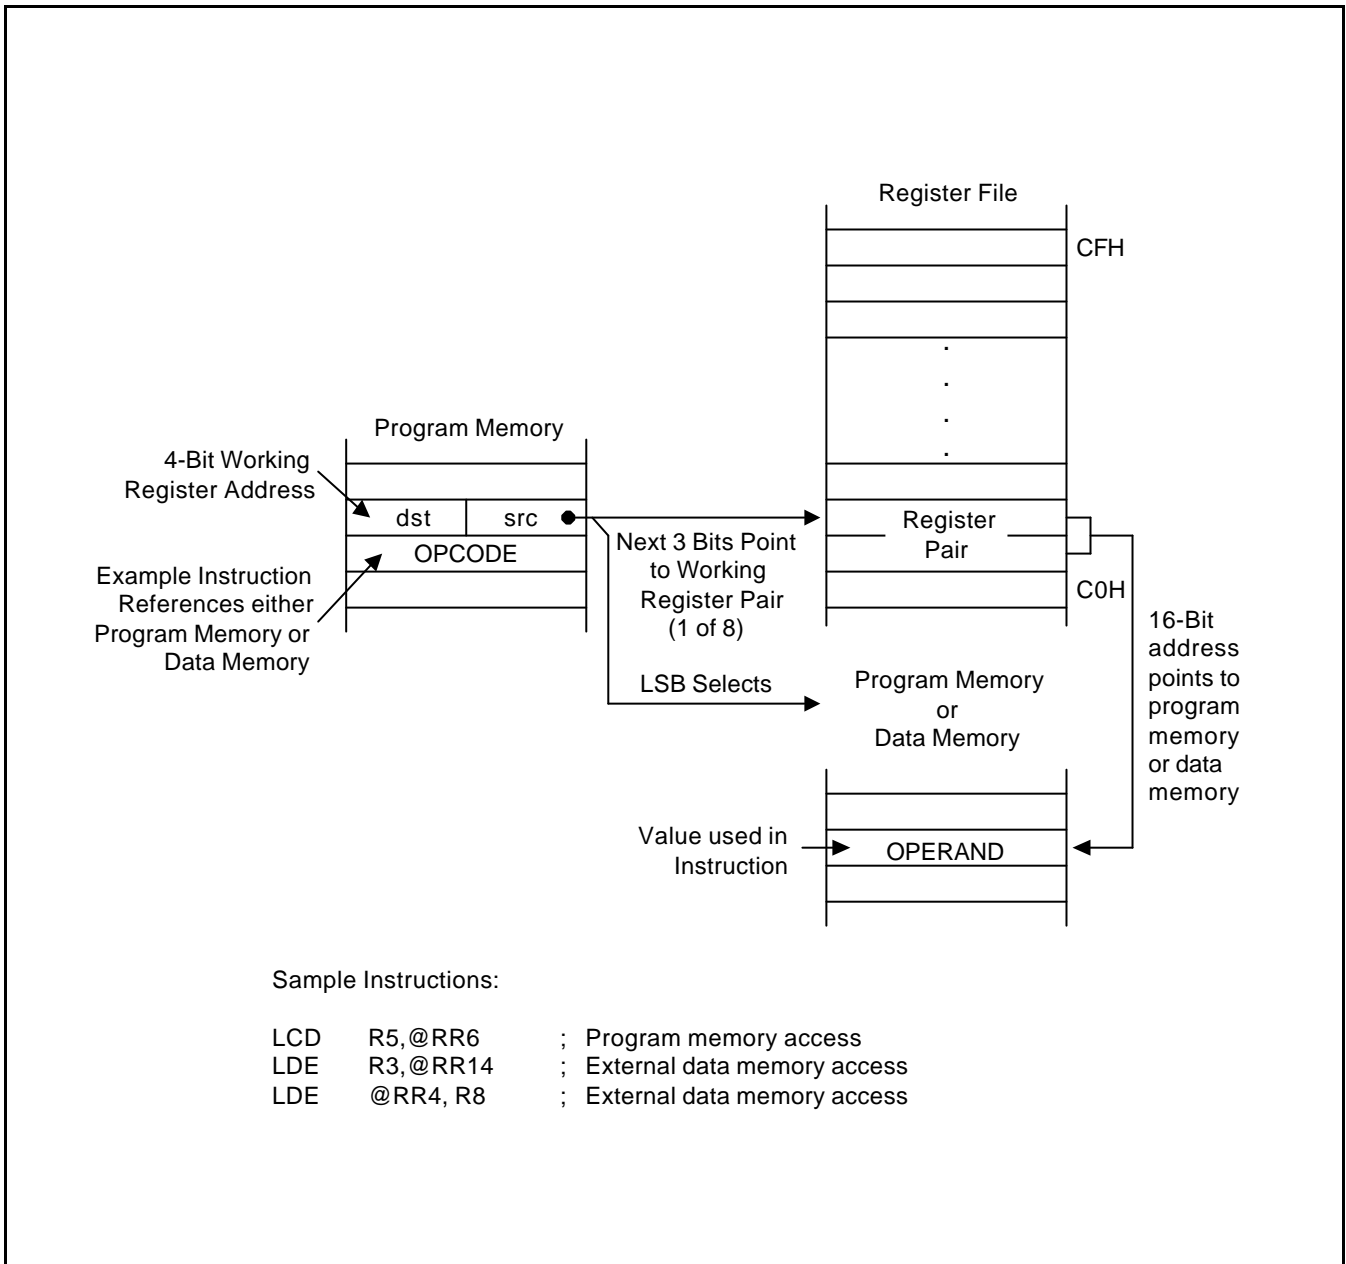 Register File
CFH
Program Memory
4-Bit Working
Register Address
dst src
OPCODE
Example Instruction
References either
Program Memory or
Data Memory
Next 3 Bits Point
to Working
Register Pair
(1 of 8)
Register
Pair
C0H
LSB Selects
Program Memory
or
Data Memory
16-Bit
address
points to
program
memory
or data
memory
Value used in
Instruction
OPERAND
Sample Instructions:
LCD R5,@RR6 ; Program memory access
LDE R3,@RR14 ; External data memory access
LDE @RR4, R8 ; External data memory access